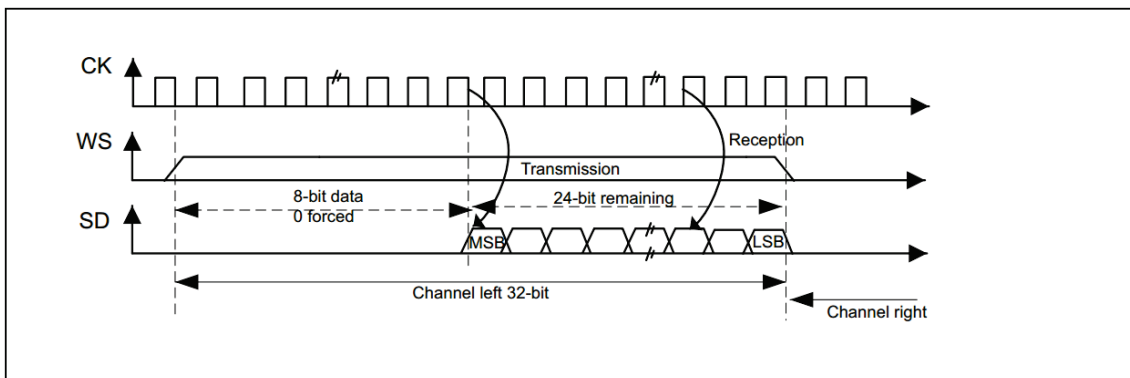 CK
WS
Reception
Transmission
8-bit data
0 forced
24-bit remaining
SD
MSB
LSB
Channel left 32-bit
Channel right